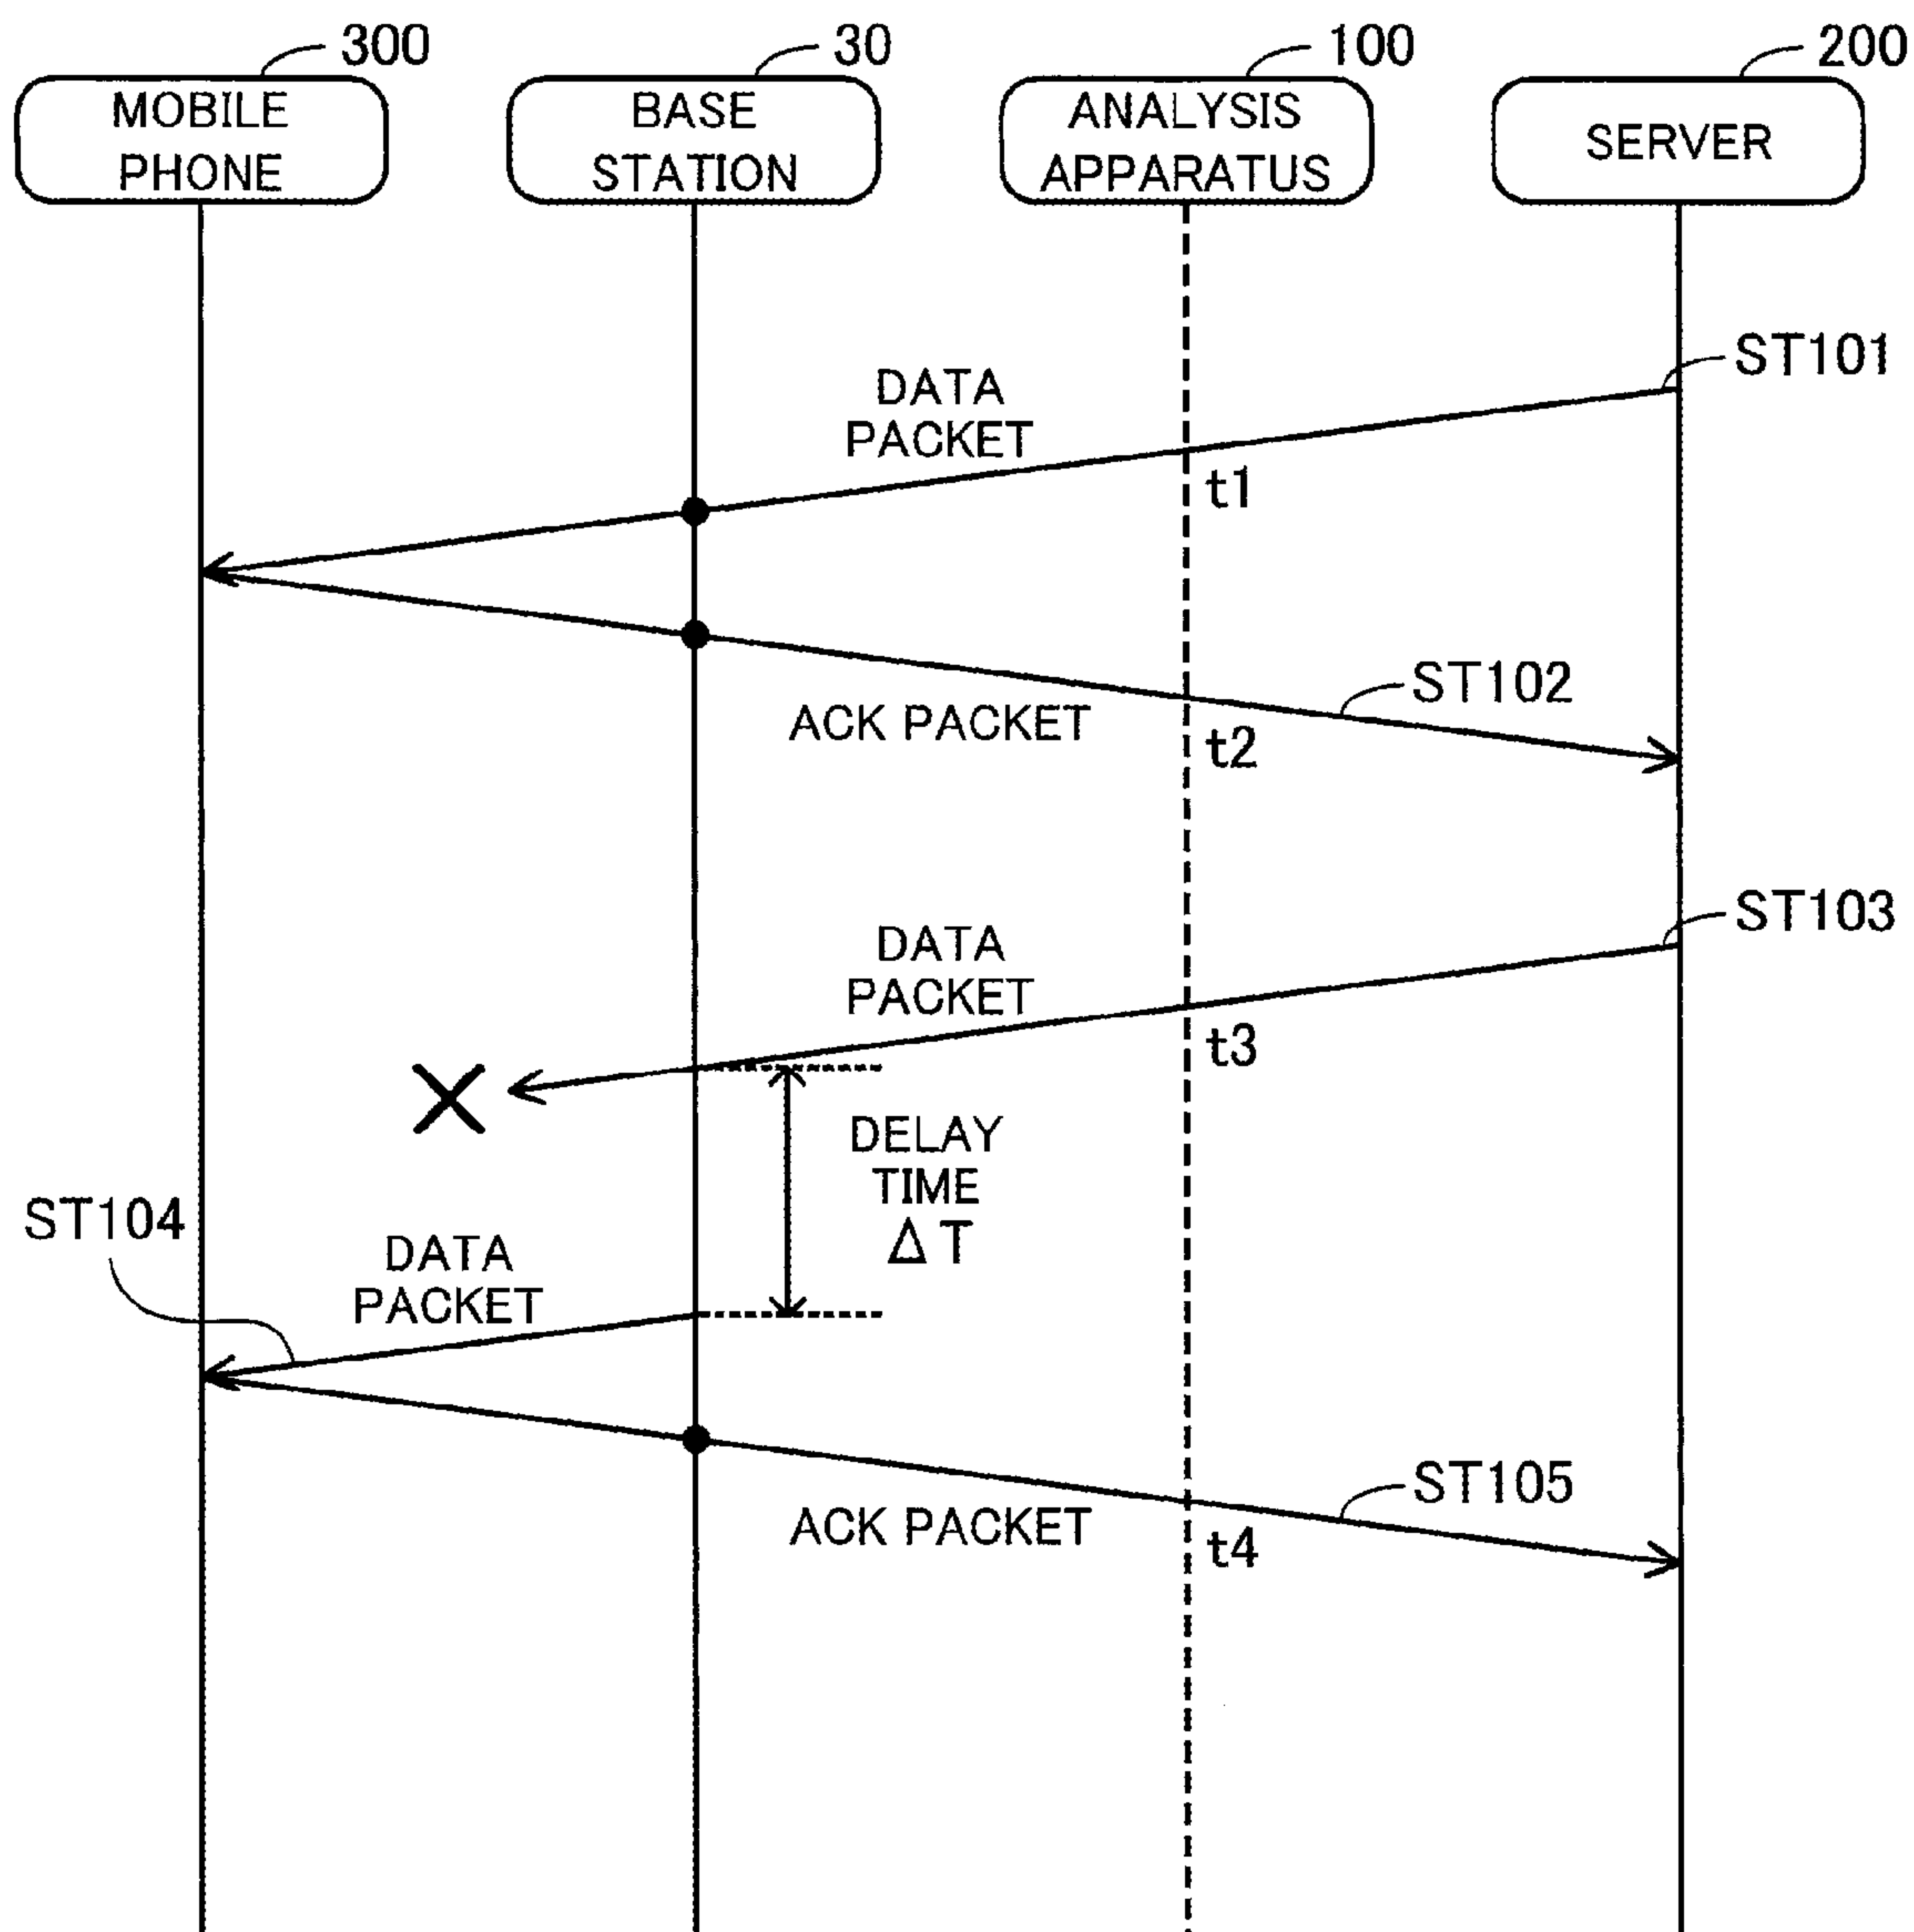 300
30
100
200
MOBILE
PHONE
BASE
STATION
ANALYSIS
APPARATUS
SERVER
ST101
DATA
PACKET
t1
ST102
ACK PACKET
t2
ST103
DATA
PACKET
t3
DELAY
TIME
ΔT
ST104
DATA
PACKET
ST105
ACK PACKET
t4